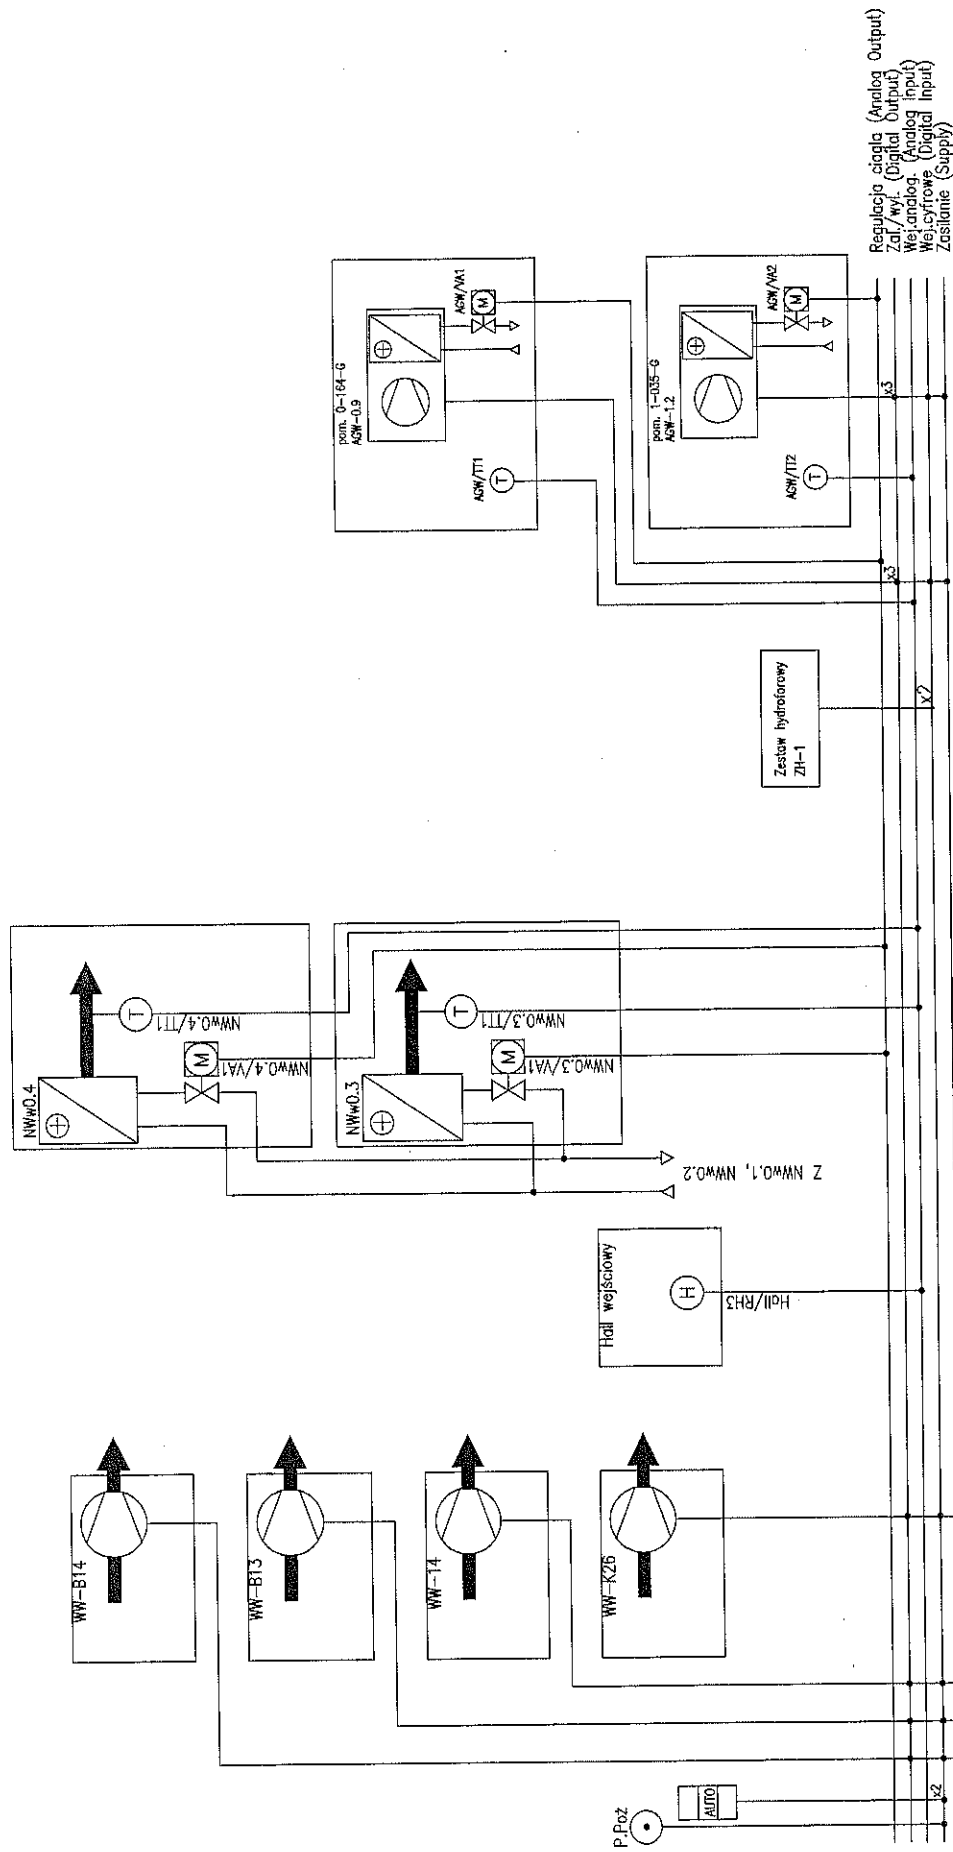 P.Poż
AUTO
x2
WW-B14
WW-B13
WW-14
WW-K26
Hall wejściowy
H
Hall/RH3
NWw0.4
T
NWw0.4/TT1
M
NWw0.4/VA1
NWw0.3
T
NWw0.3/TT1
M
NWw0.3/VA1
Z NWw0.1, NWw0.2
Zestaw hydroforowy
ZH-1
x7
pom. 0-164-G
AGW-0.9
AGW/TT1
T
AGW/VA1
M
x3
pom. 1-035-G
AGW-1.2
AGW/TT2
T
AGW/VA2
M
x3
Regulacja ciągła (Analog Output)
Zał./wył. (Digital Output)
Wej.analog. (Analog Input)
Wej.cyfrowe (Digital Input)
Zasilanie (Supply)